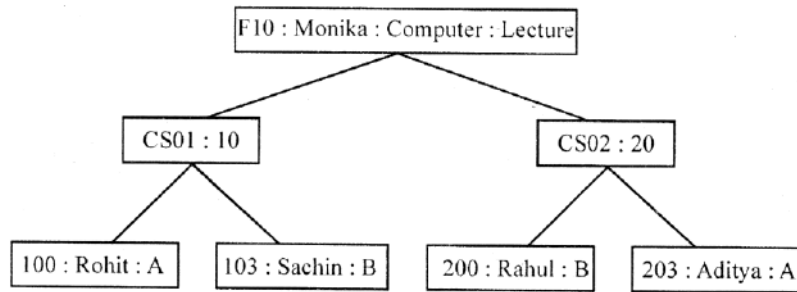 F10 : Monika : Computer : Lecture
CS01 : 10
CS02 : 20
100 : Rohit : A
103 : Sachin : B
200 : Rahul : B
203 : Aditya : A